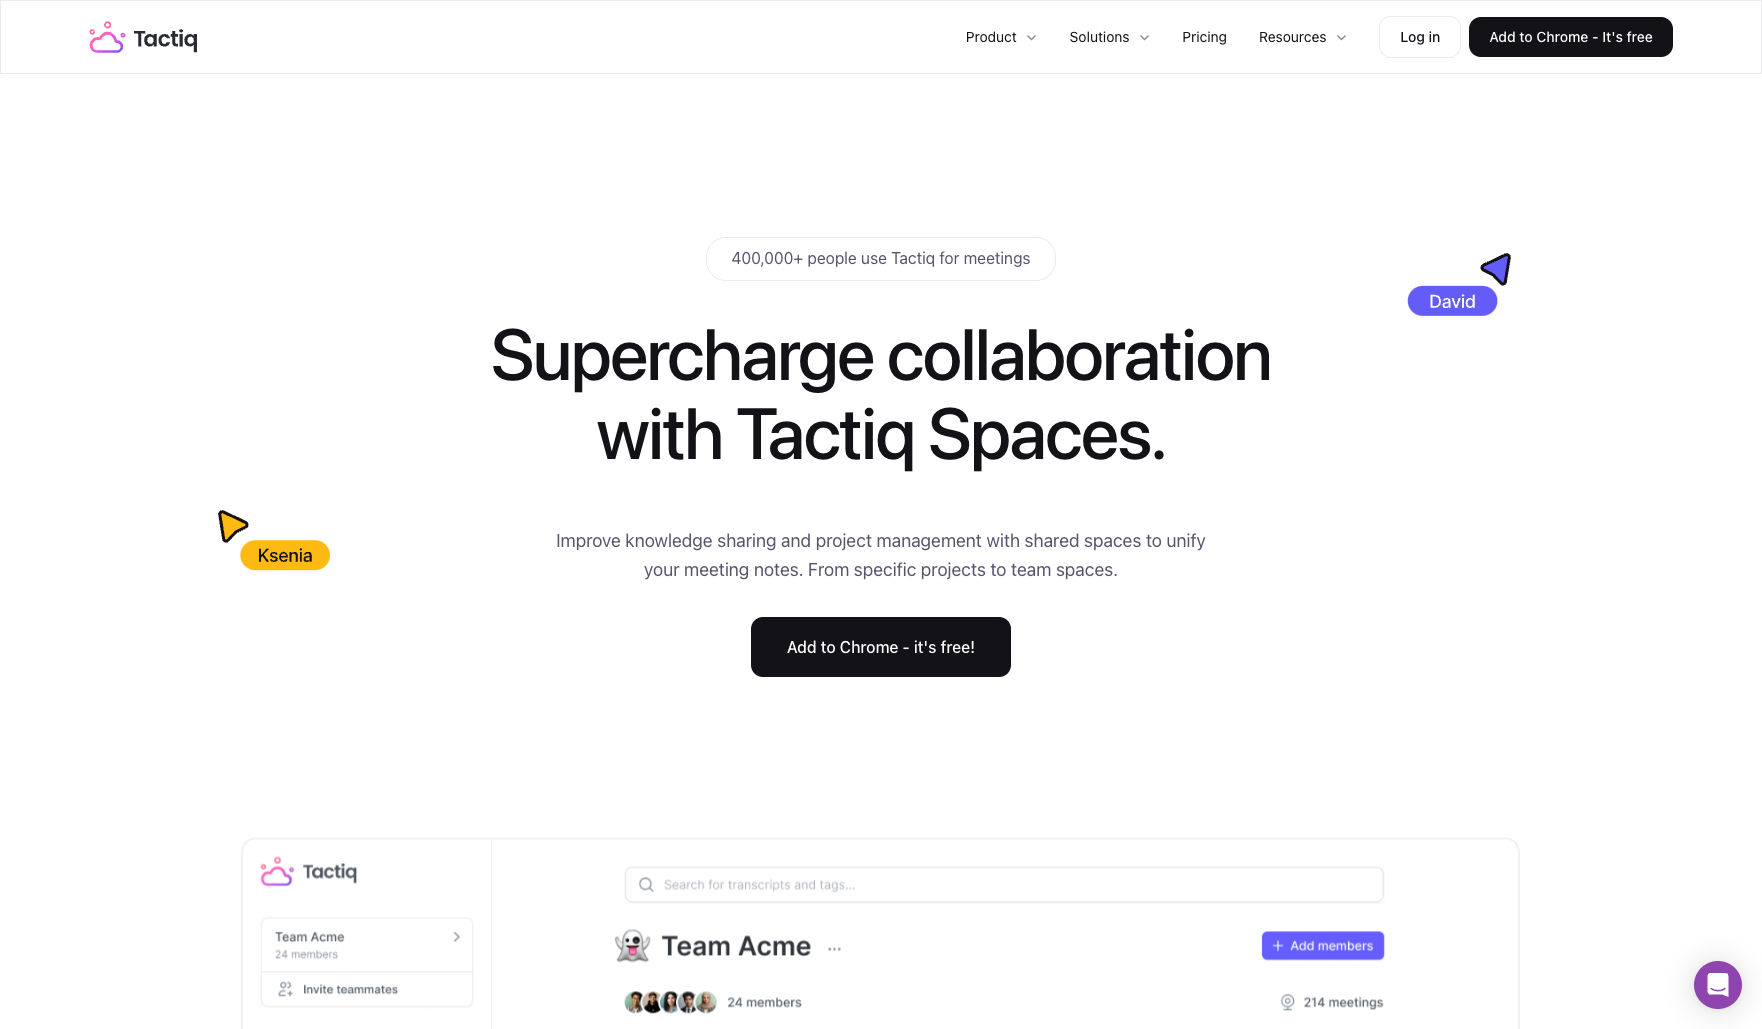 Tactiq
Product
Solutions
Pricing
Resources
Log in
Add to Chrome - It's free
400,000+ people use Tactiq for meetings
David
Supercharge collaboration
with Tactiq Spaces.
Ksenia
Improve knowledge sharing and project management with shared spaces to unify
your meeting notes. From specific projects to team spaces.
Add to Chrome - it's free!
Tactiq
Team Acme
24 members
Invite teammates
Search for transcripts and tags...
Team Acme ...
+ Add members
24 members
214 meetings